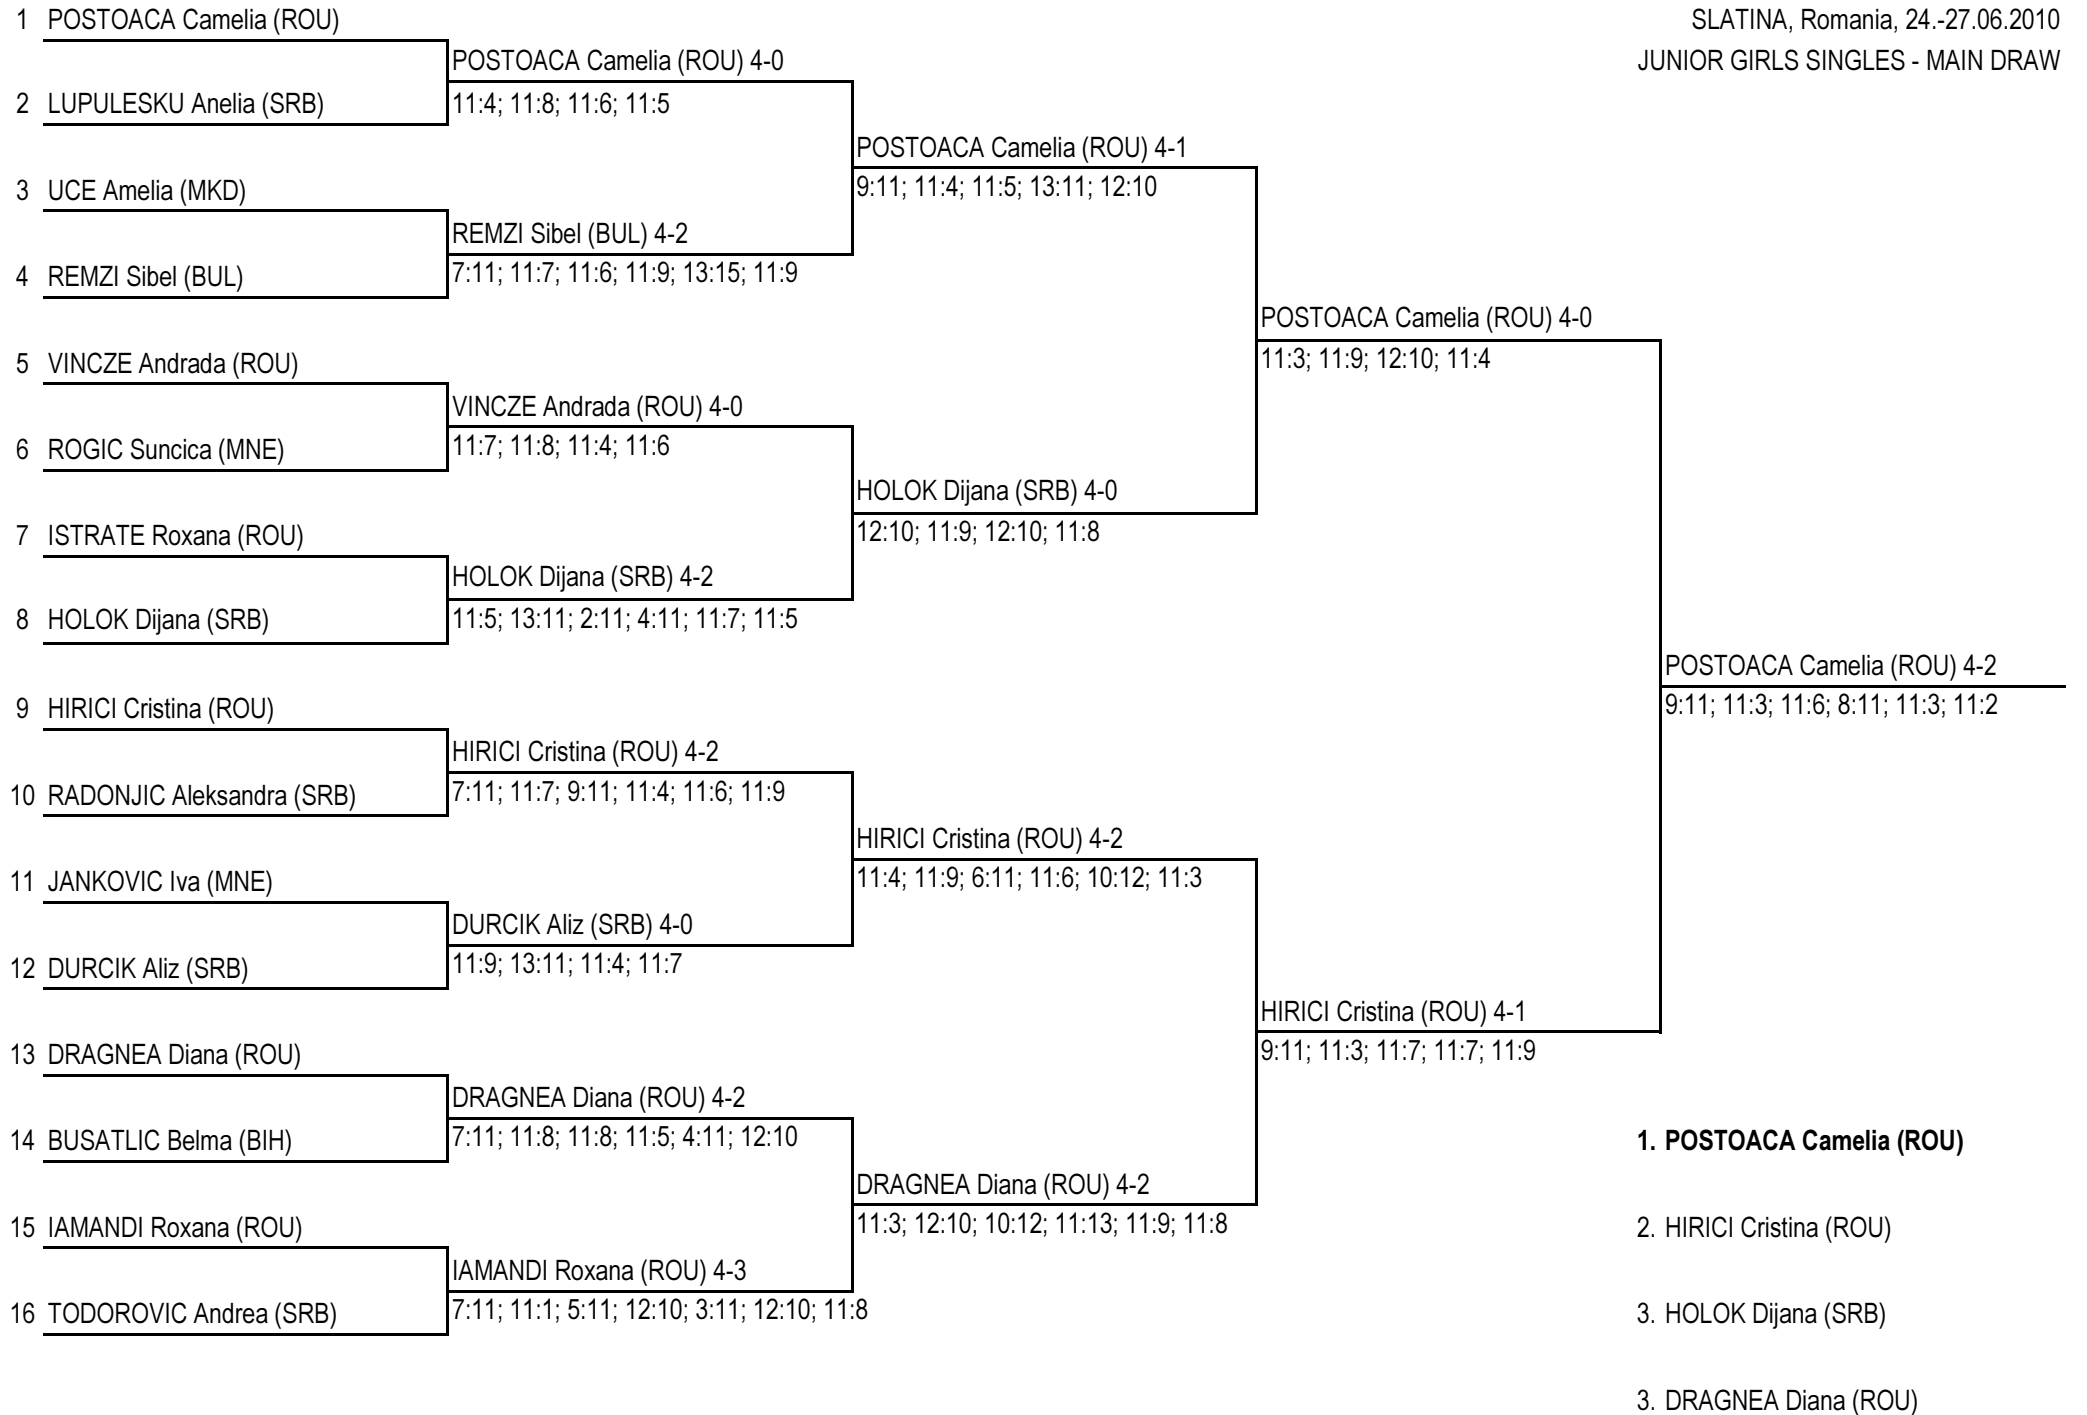 1 POSTOACA Camelia (ROU)
SLATINA, Romania, 24.-27.06.2010
POSTOACA Camelia (ROU) 4-0
JUNIOR GIRLS SINGLES - MAIN DRAW
2 LUPULESKU Anelia (SRB)
11:4; 11:8; 11:6; 11:5
POSTOACA Camelia (ROU) 4-1
3 UCE Amelia (MKD)
9:11; 11:4; 11:5; 13:11; 12:10
REMZI Sibel (BUL) 4-2
4 REMZI Sibel (BUL)
7:11; 11:7; 11:6; 11:9; 13:15; 11:9
POSTOACA Camelia (ROU) 4-0
5 VINCZE Andrada (ROU)
11:3; 11:9; 12:10; 11:4
VINCZE Andrada (ROU) 4-0
6 ROGIC Suncica (MNE)
11:7; 11:8; 11:4; 11:6
HOLOK Dijana (SRB) 4-0
7 ISTRATE Roxana (ROU)
12:10; 11:9; 12:10; 11:8
HOLOK Dijana (SRB) 4-2
8 HOLOK Dijana (SRB)
11:5; 13:11; 2:11; 4:11; 11:7; 11:5
POSTOACA Camelia (ROU) 4-2
9 HIRICI Cristina (ROU)
9:11; 11:3; 11:6; 8:11; 11:3; 11:2
HIRICI Cristina (ROU) 4-2
10 RADONJIC Aleksandra (SRB)
7:11; 11:7; 9:11; 11:4; 11:6; 11:9
HIRICI Cristina (ROU) 4-2
11 JANKOVIC Iva (MNE)
11:4; 11:9; 6:11; 11:6; 10:12; 11:3
DURCIK Aliz (SRB) 4-0
12 DURCIK Aliz (SRB)
11:9; 13:11; 11:4; 11:7
HIRICI Cristina (ROU) 4-1
13 DRAGNEA Diana (ROU)
9:11; 11:3; 11:7; 11:7; 11:9
DRAGNEA Diana (ROU) 4-2
14 BUSATLIC Belma (BIH)
7:11; 11:8; 11:8; 11:5; 4:11; 12:10
1. POSTOACA Camelia (ROU)
DRAGNEA Diana (ROU) 4-2
15 IAMANDI Roxana (ROU)
11:3; 12:10; 10:12; 11:13; 11:9; 11:8
2. HIRICI Cristina (ROU)
IAMANDI Roxana (ROU) 4-3
16 TODOROVIC Andrea (SRB)
7:11; 11:1; 5:11; 12:10; 3:11; 12:10; 11:8
3. HOLOK Dijana (SRB)
3. DRAGNEA Diana (ROU)